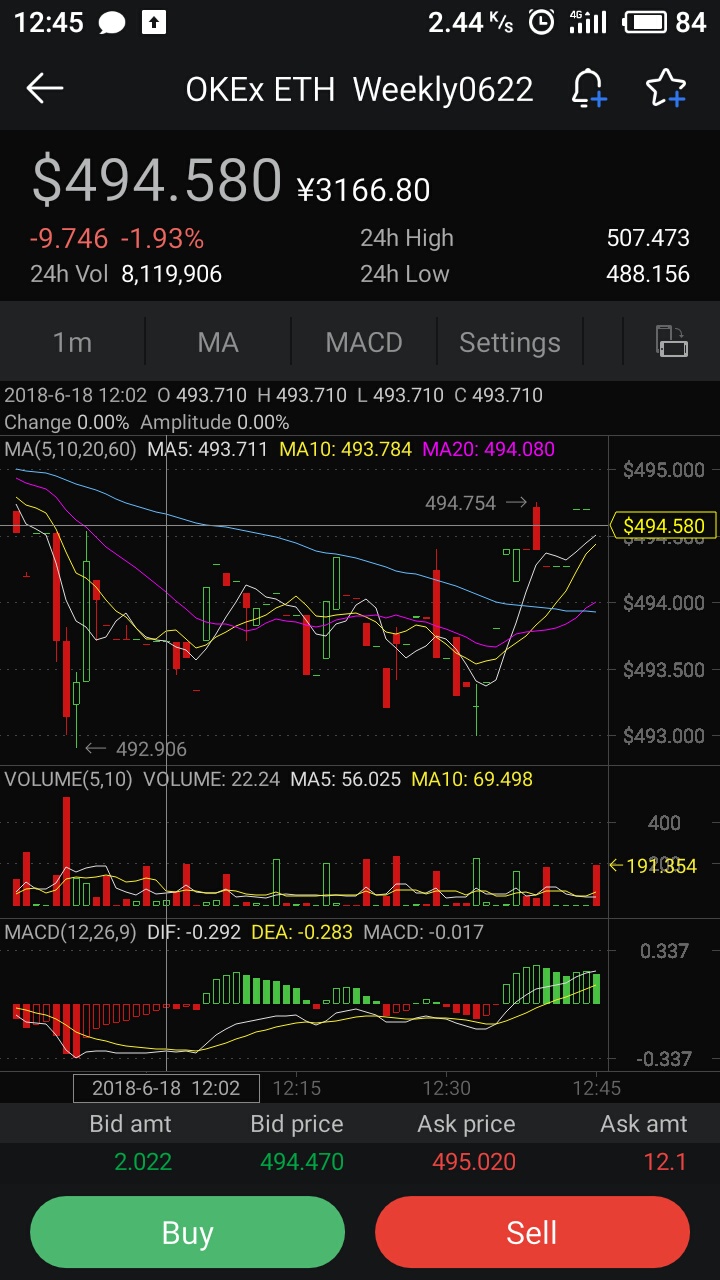 12:45 2.44 K/s 4G 84
OKEx ETH Weekly0622
$494.580 ¥3166.80
-9.746 -1.93% 24h High 507.473
24h Vol 8,119,906 24h Low 488.156
1m MA MACD Settings
2018-6-18 12:02 O 493.710 H 493.710 L 493.710 C 493.710
Change 0.00% Amplitude 0.00%
MA(5,10,20,60) MA5: 493.711 MA10: 493.784 MA20: 494.080
$495.000
494.754
$494.580
$494.000
$493.500
$493.000
492.906
VOLUME(5,10) VOLUME: 22.24 MA5: 56.025 MA10: 69.498
400
191.354
MACD(12,26,9) DIF: -0.292 DEA: -0.283 MACD: -0.017
0.337
-0.337
2018-6-18 12:02 12:15 12:30 12:45
Bid amt Bid price Ask price Ask amt
2.022 494.470 495.020 12.1
Buy Sell